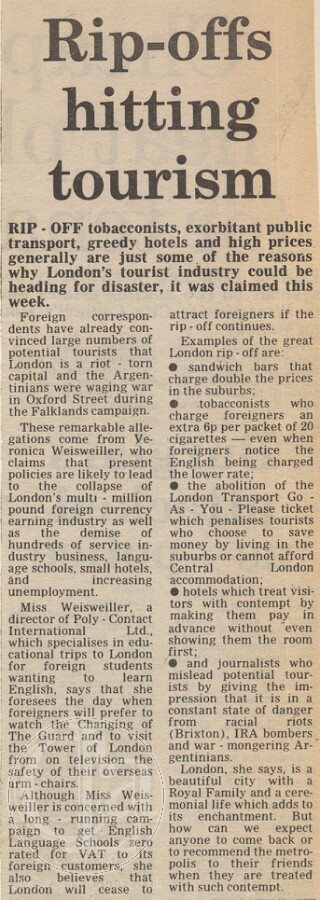 Rip-offs
hitting
tourism
RIP - OFF tobacconists, exorbitant public
transport, greedy hotels and high prices
generally are just some of the reasons
why London's tourist industry could be
heading for disaster, it was claimed this
week.
Foreign correspon-
dents have already con-
vinced large numbers of
potential tourists that
London is a riot - torn
capital and the Argen-
tinians were waging war
in Oxford Street during
the Falklands campaign.
These remarkable alle-
gations come from Ve-
ronica Weisweiller, who
claims that present
policies are likely to lead
to the collapse of
London's multi - million
pound foreign currency
earning industry as well
as the demise of
hundreds of service in-
dustry business, langu-
age schools, small hotels,
and increasing
unemployment.
Miss Weisweiller, a
director of Poly - Contact
International Ltd.,
which specialises in edu-
cational trips to London
for foreign students
wanting to learn
English, says that she
foresees the day when
foreigners will prefer to
watch the Changing of
The Guard and to visit
the Tower of London
from on television the
safety of their overseas
arm - chairs.
Although Miss Weis-
weiller is concerned with
a long - running cam-
paign to get English
Language Schools zero
rated for VAT to its
foreign customers, she
also believes that
London will cease to
attract foreigners if the
rip - off continues.
Examples of the great
London rip - off are:
● sandwich bars that
charge double the prices
in the suburbs;
● tobacconists who
charge foreigners an
extra 6p per packet of 20
cigarettes — even when
foreigners notice the
English being charged
the lower rate;
● the abolition of the
London Transport Go -
As - You - Please ticket
which penalises tourists
who choose to save
money by living in the
suburbs or cannot afford
Central London
accommodation;
● hotels which treat visi-
tors with contempt by
making them pay in
advance without even
showing them the room
first;
● and journalists who
mislead potential tour-
ists by giving the im-
pression that it is in a
constant state of danger
from racial riots
(Brixton), IRA bombers
and war - mongering Ar-
gentinians.
London, she says, is a
beautiful city with a
Royal Family and a cere-
monial life which adds to
its enchantment. But
how can we expect
anyone to come back or
to recommend the metro-
polis to their friends
when they are treated
with such contempt.